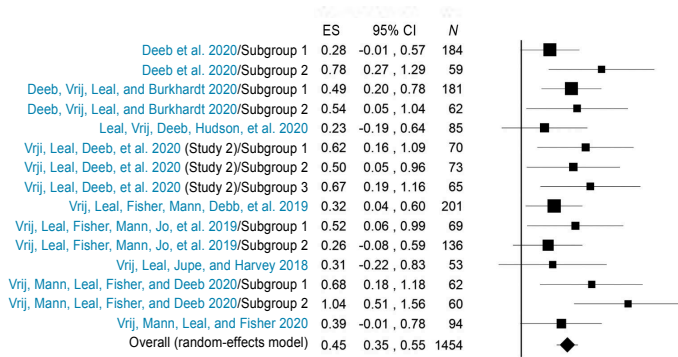 ES 95% CI N
Deeb et al. 2020/Subgroup 1 0.28 -0.01 , 0.57 184
Deeb et al. 2020/Subgroup 2 0.78 0.27 , 1.29 59
Deeb, Vrij, Leal, and Burkhardt 2020/Subgroup 1 0.49 0.20 , 0.78 181
Deeb, Vrij, Leal, and Burkhardt 2020/Subgroup 2 0.54 0.05 , 1.04 62
Leal, Vrij, Deeb, Hudson, et al. 2020 0.23 -0.19 , 0.64 85
Vrji, Leal, Deeb, et al. 2020 (Study 2)/Subgroup 1 0.62 0.16 , 1.09 70
Vrij, Leal, Deeb, et al. 2020 (Study 2)/Subgroup 2 0.50 0.05 , 0.96 73
Vrij, Leal, Deeb, et al. 2020 (Study 2)/Subgroup 3 0.67 0.19 , 1.16 65
Vrij, Leal, Fisher, Mann, Debb, et al. 2019 0.32 0.04 , 0.60 201
Vrij, Leal, Fisher, Mann, Jo, et al. 2019/Subgroup 1 0.52 0.06 , 0.99 69
Vrij, Leal, Fisher, Mann, Jo, et al. 2019/Subgroup 2 0.26 -0.08 , 0.59 136
Vrij, Leal, Jupe, and Harvey 2018 0.31 -0.22 , 0.83 53
Vrij, Mann, Leal, Fisher, and Deeb 2020/Subgroup 1 0.68 0.18 , 1.18 62
Vrij, Mann, Leal, Fisher, and Deeb 2020/Subgroup 2 1.04 0.51 , 1.56 60
Vrij, Mann, Leal, and Fisher 2020 0.39 -0.01 , 0.78 94
Overall (random-effects model) 0.45 0.35 , 0.55 1454